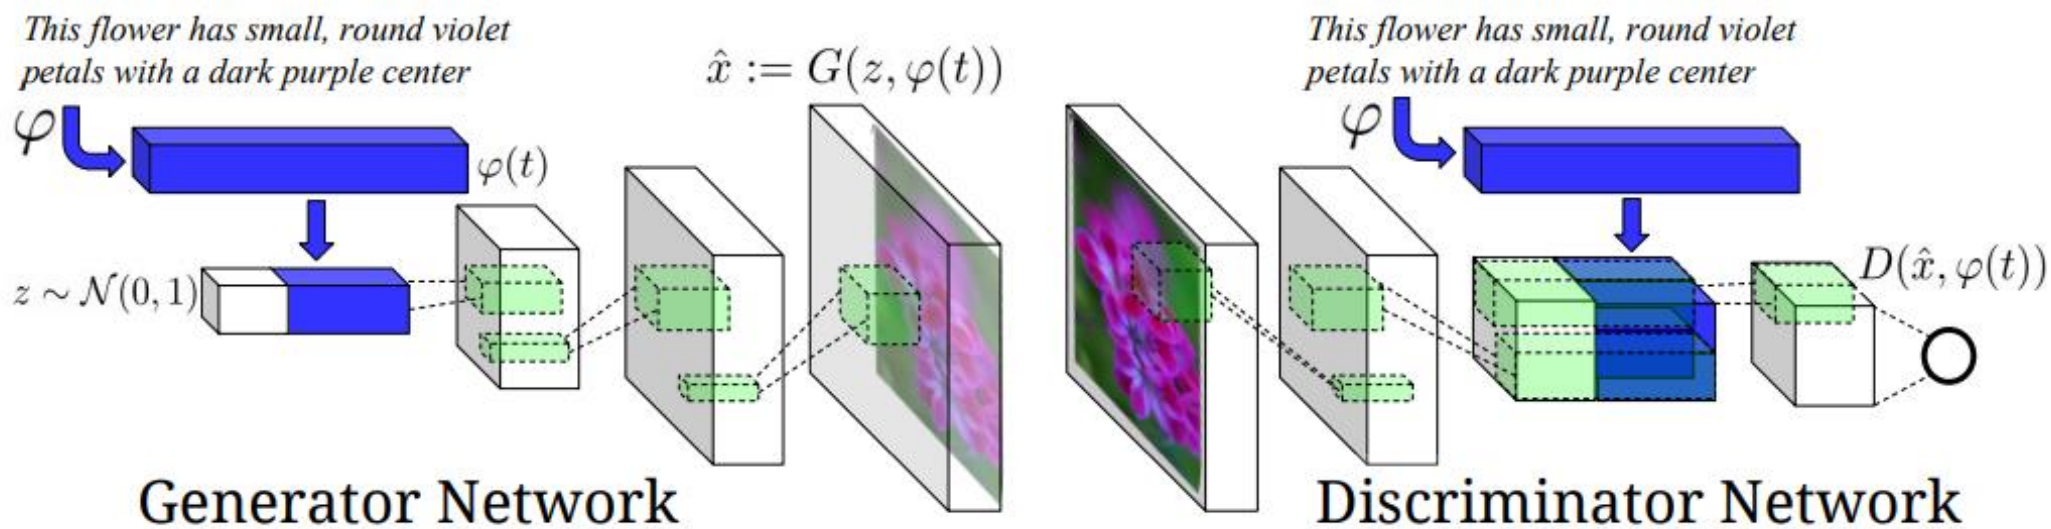 This flower has small, round violet
petals with a dark purple center
φ
φ(t)
z ~ 𝒩(0, 1)
x̂ := G(z, φ(t))
Generator Network
This flower has small, round violet
petals with a dark purple center
φ
D(x̂, φ(t))
Discriminator Network